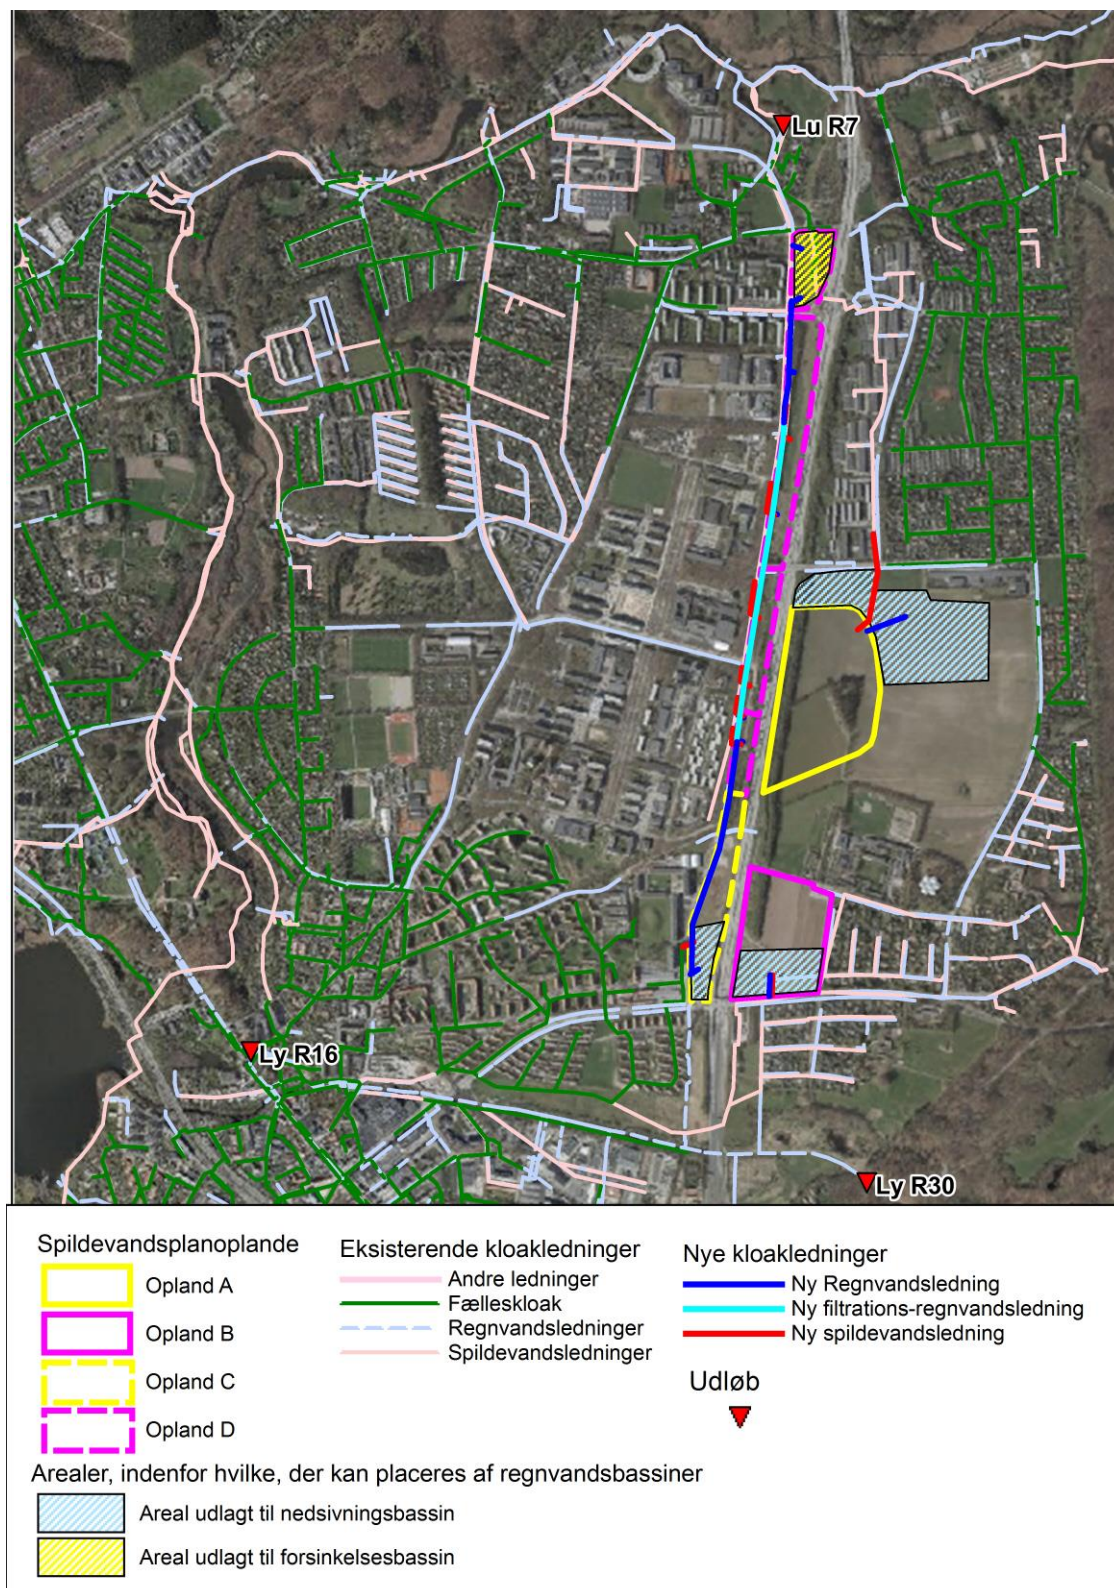 Lu R7
Ly R16
Ly R30
Spildevandsplanoplande
Opland A
Opland B
Opland C
Opland D
Eksisterende kloakledninger
Andre ledninger
Fælleskloak
Regnvandsledninger
Spildevandsledninger
Nye kloakledninger
Ny Regnvandsledning
Ny filtrations-regnvandsledning
Ny spildevandsledning
Udløb
Arealer, indenfor hvilke, der kan placeres af regnvandsbassiner
Areal udlagt til nedsivningsbassin
Areal udlagt til forsinkelsesbassin